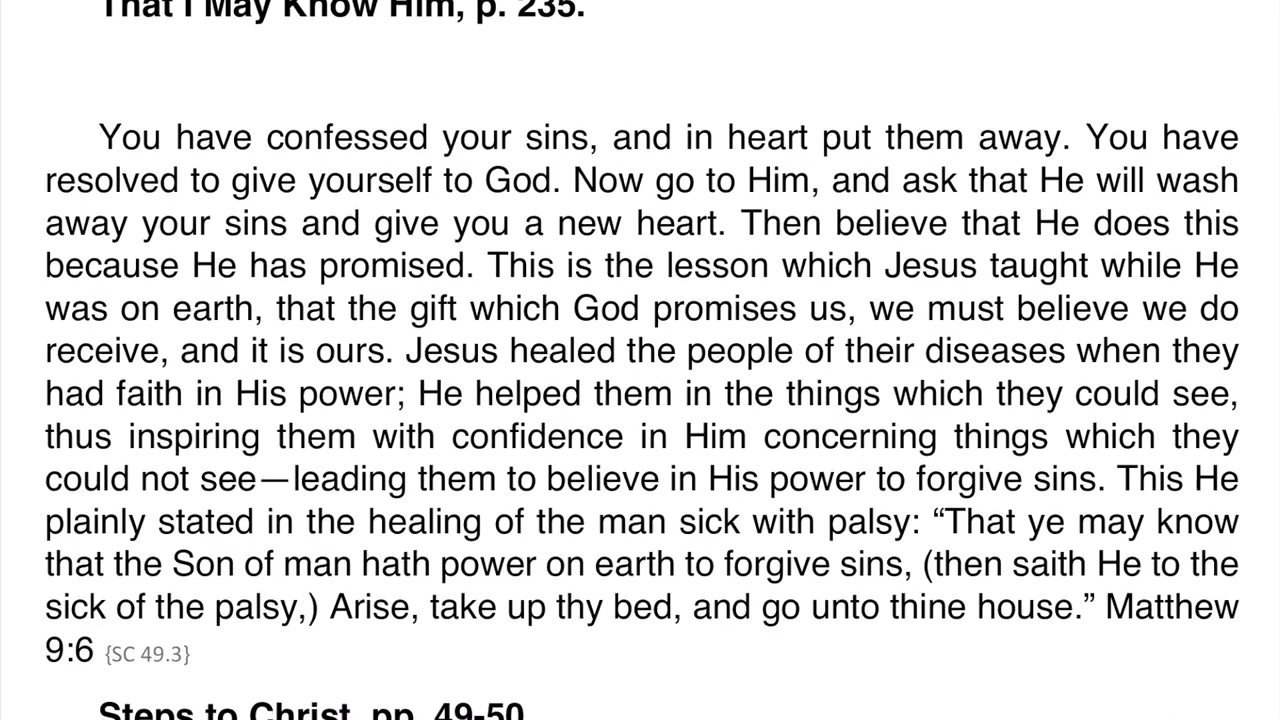 That I May Know Him, p. 235.
You have confessed your sins, and in heart put them away. You have
resolved to give yourself to God. Now go to Him, and ask that He will wash
away your sins and give you a new heart. Then believe that He does this
because He has promised. This is the lesson which Jesus taught while He
was on earth, that the gift which God promises us, we must believe we do
receive, and it is ours. Jesus healed the people of their diseases when they
had faith in His power; He helped them in the things which they could see,
thus inspiring them with confidence in Him concerning things which they
could not see—leading them to believe in His power to forgive sins. This He
plainly stated in the healing of the man sick with palsy: “That ye may know
that the Son of man hath power on earth to forgive sins, (then saith He to the
sick of the palsy,) Arise, take up thy bed, and go unto thine house.” Matthew
9:6 {SC 49.3}
Steps to Christ, pp. 49-50